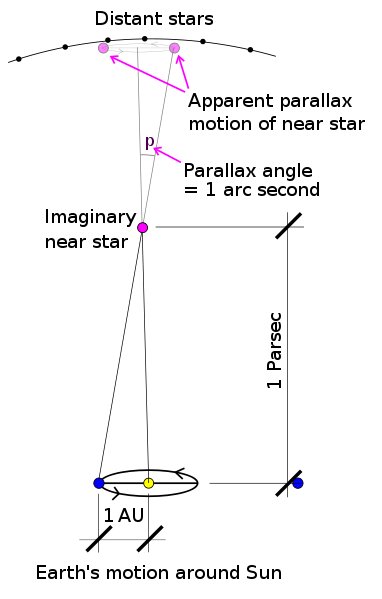 Distant stars
Apparent parallax
motion of near star
p
Parallax angle
= 1 arc second
Imaginary
near star
1 Parsec
1 AU
Earth's motion around Sun